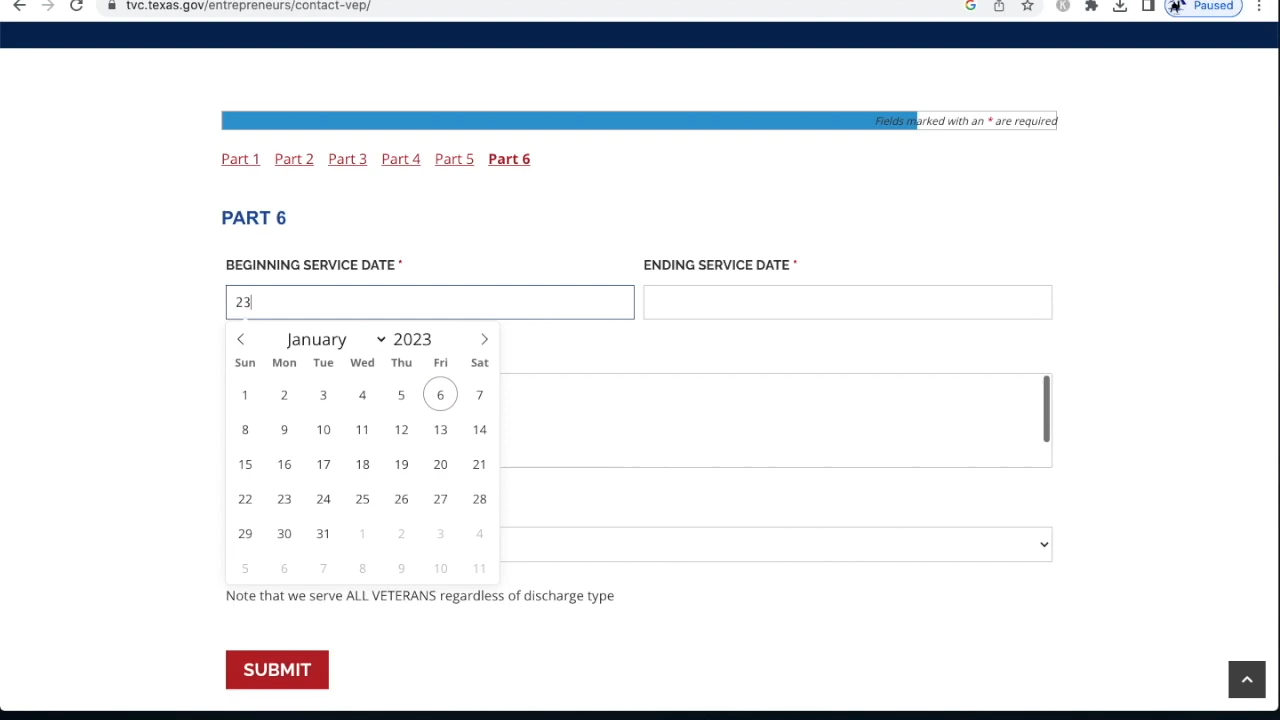 tvc.texas.gov/entrepreneurs/contact-vep/
Paused
Fields marked with an * are required
Part 1 Part 2 Part 3 Part 4 Part 5 Part 6
PART 6
BEGINNING SERVICE DATE * ENDING SERVICE DATE *
23
January 2023
Sun Mon Tue Wed Thu Fri Sat
1 2 3 4 5 6 7
8 9 10 11 12 13 14
15 16 17 18 19 20 21
22 23 24 25 26 27 28
29 30 31 1 2 3 4
5 6 7 8 9 10 11
Note that we serve ALL VETERANS regardless of discharge type
SUBMIT